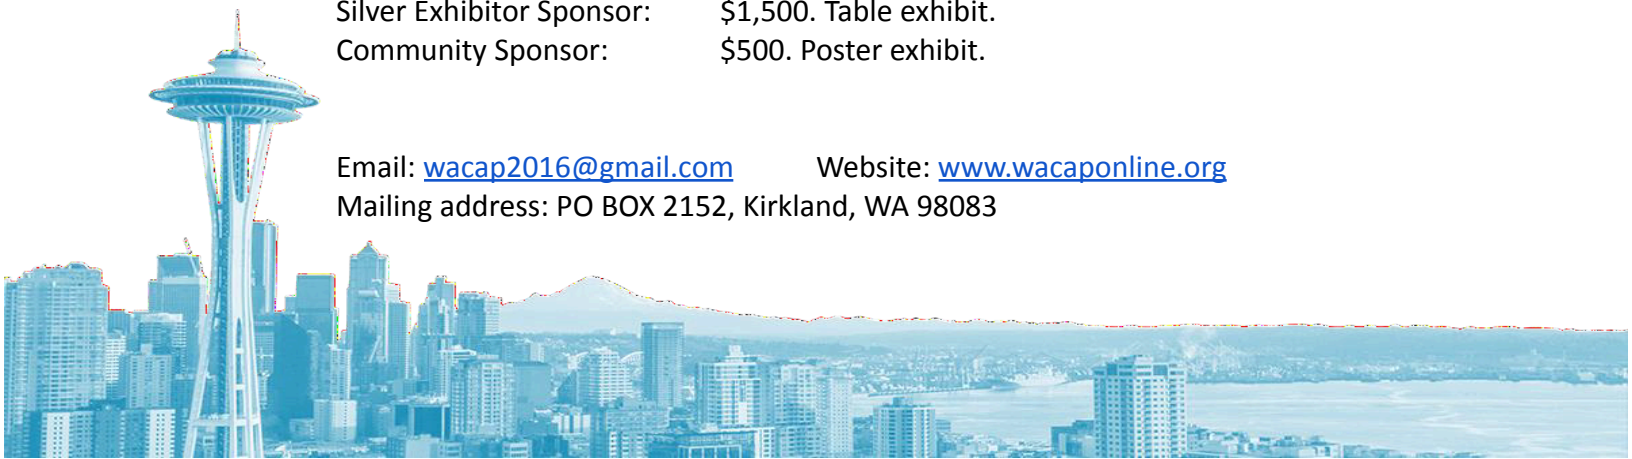 Silver Exhibitor Sponsor: $1,500. Table exhibit.
Community Sponsor: $500. Poster exhibit.
Email: wacap2016@gmail.com Website: www.wacaponline.org
Mailing address: PO BOX 2152, Kirkland, WA 98083